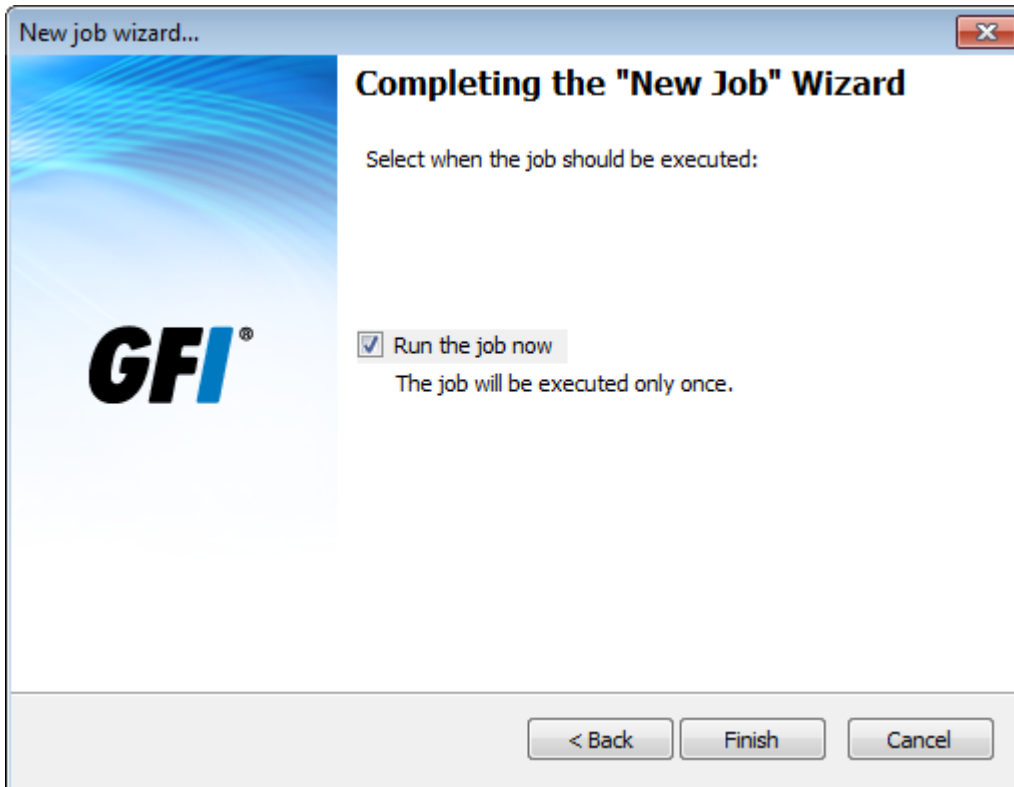 New job wizard...
Completing the "New Job" Wizard
Select when the job should be executed:
GFI®
Run the job now
The job will be executed only once.
< Back
Finish
Cancel